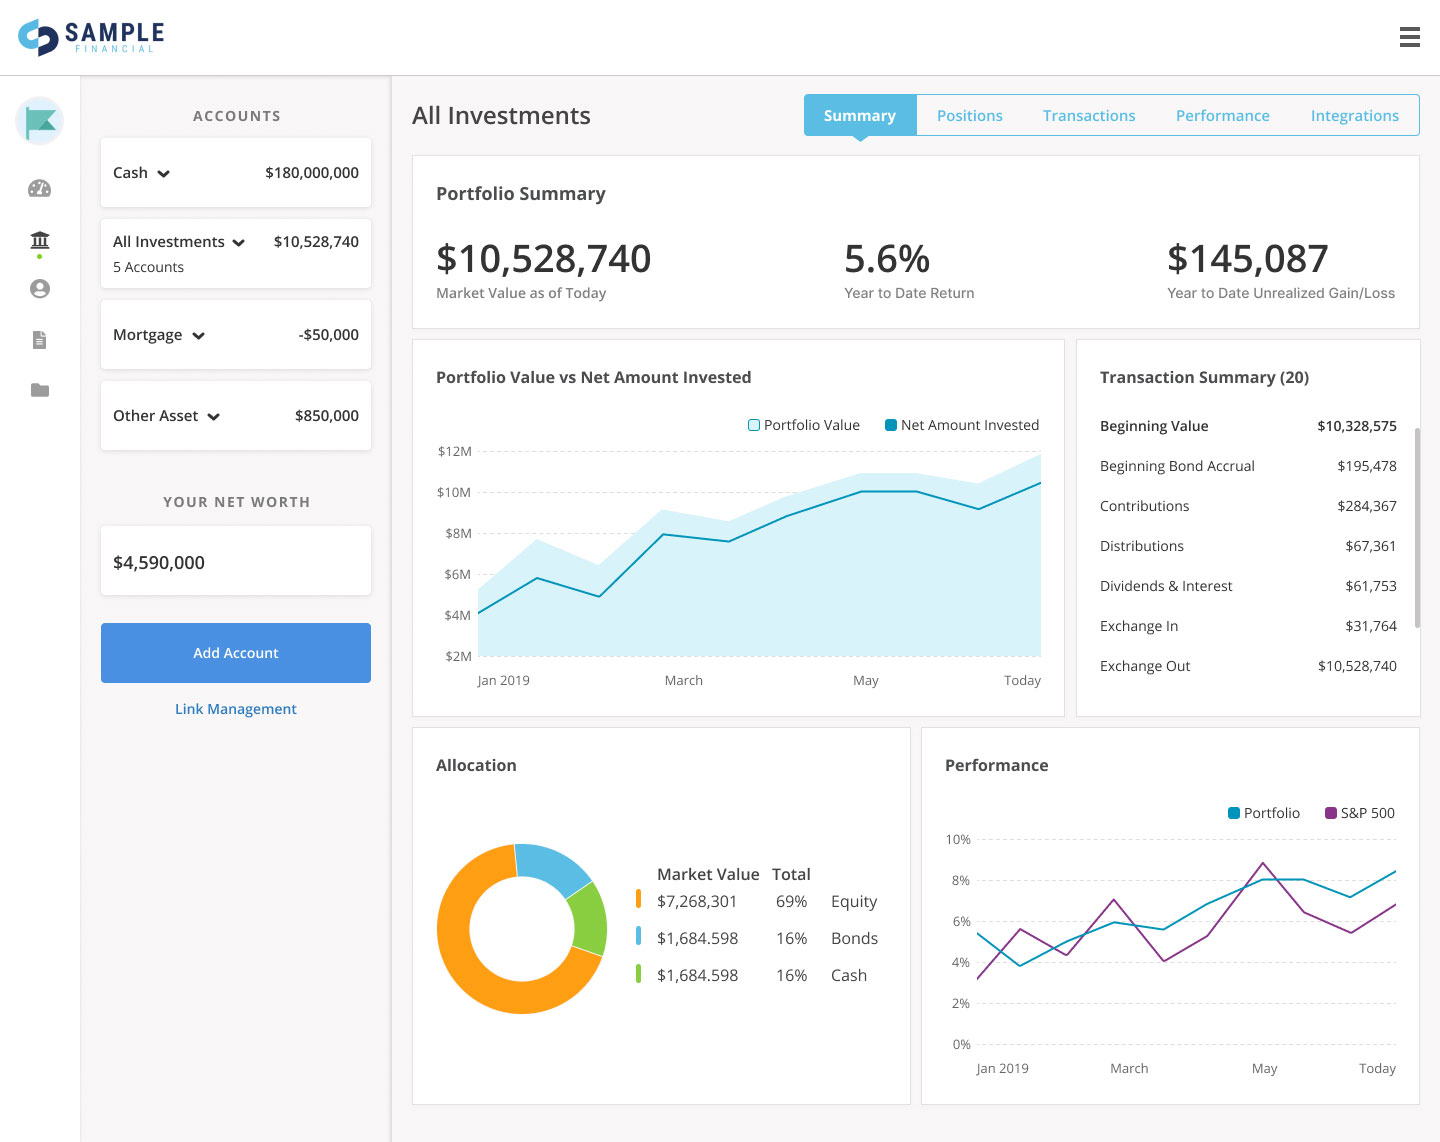 SAMPLE
FINANCIAL
ACCOUNTS
Cash $180,000,000
All Investments $10,528,740
5 Accounts
Mortgage -$50,000
Other Asset $850,000
YOUR NET WORTH
$4,590,000
Add Account
Link Management
All Investments
Summary Positions Transactions Performance Integrations
Portfolio Summary
$10,528,740 5.6% $145,087
Market Value as of Today Year to Date Return Year to Date Unrealized Gain/Loss
Portfolio Value vs Net Amount Invested
Portfolio Value Net Amount Invested
$12M
$10M
$8M
$6M
$4M
$2M
Jan 2019 March May Today
Transaction Summary (20)
Beginning Value $10,328,575
Beginning Bond Accrual $195,478
Contributions $284,367
Distributions $67,361
Dividends & Interest $61,753
Exchange In $31,764
Exchange Out $10,528,740
Allocation
Market Value Total
$7,268,301 69% Equity
$1,684.598 16% Bonds
$1,684.598 16% Cash
Performance
Portfolio S&P 500
10%
8%
6%
4%
2%
0%
Jan 2019 March May Today